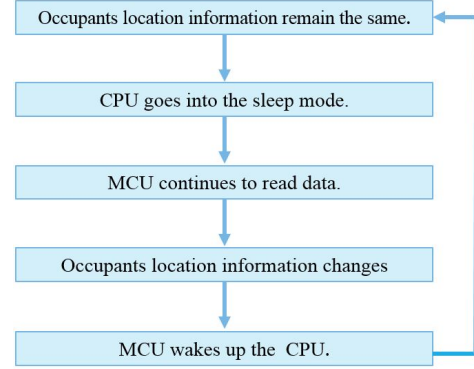 Occupants location information remain the same.
CPU goes into the sleep mode.
MCU continues to read data.
Occupants location information changes
MCU wakes up the CPU.